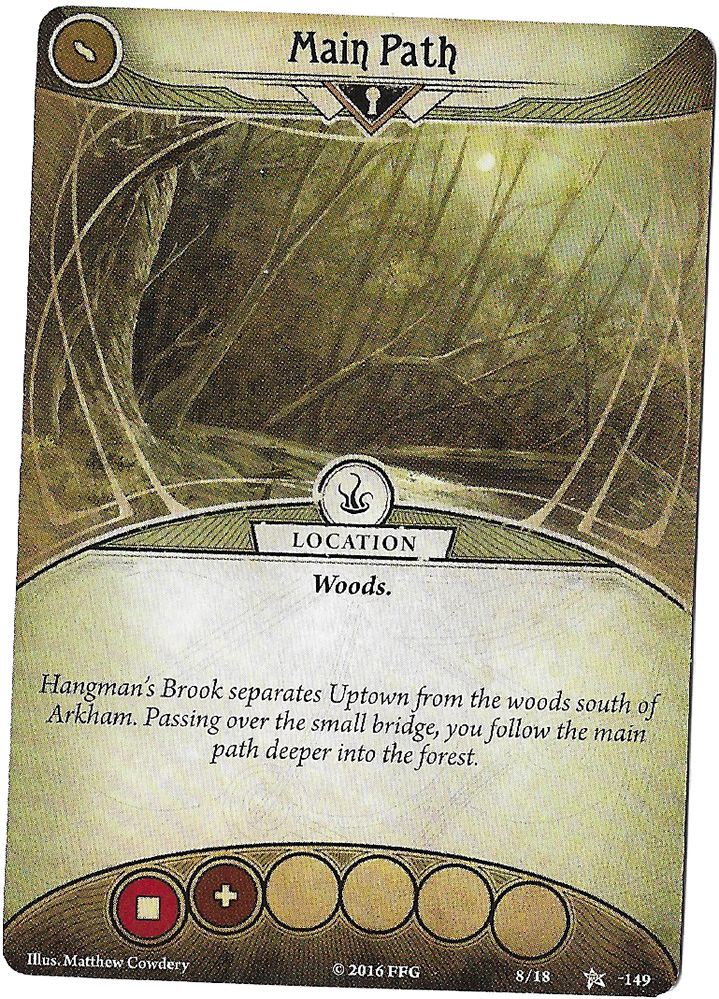 Main Path
LOCATION
Woods.
Hangman's Brook separates Uptown from the woods south of
Arkham. Passing over the small bridge, you follow the main
path deeper into the forest.
Illus. Matthew Cowdery
© 2016 FFG
8/18
-149